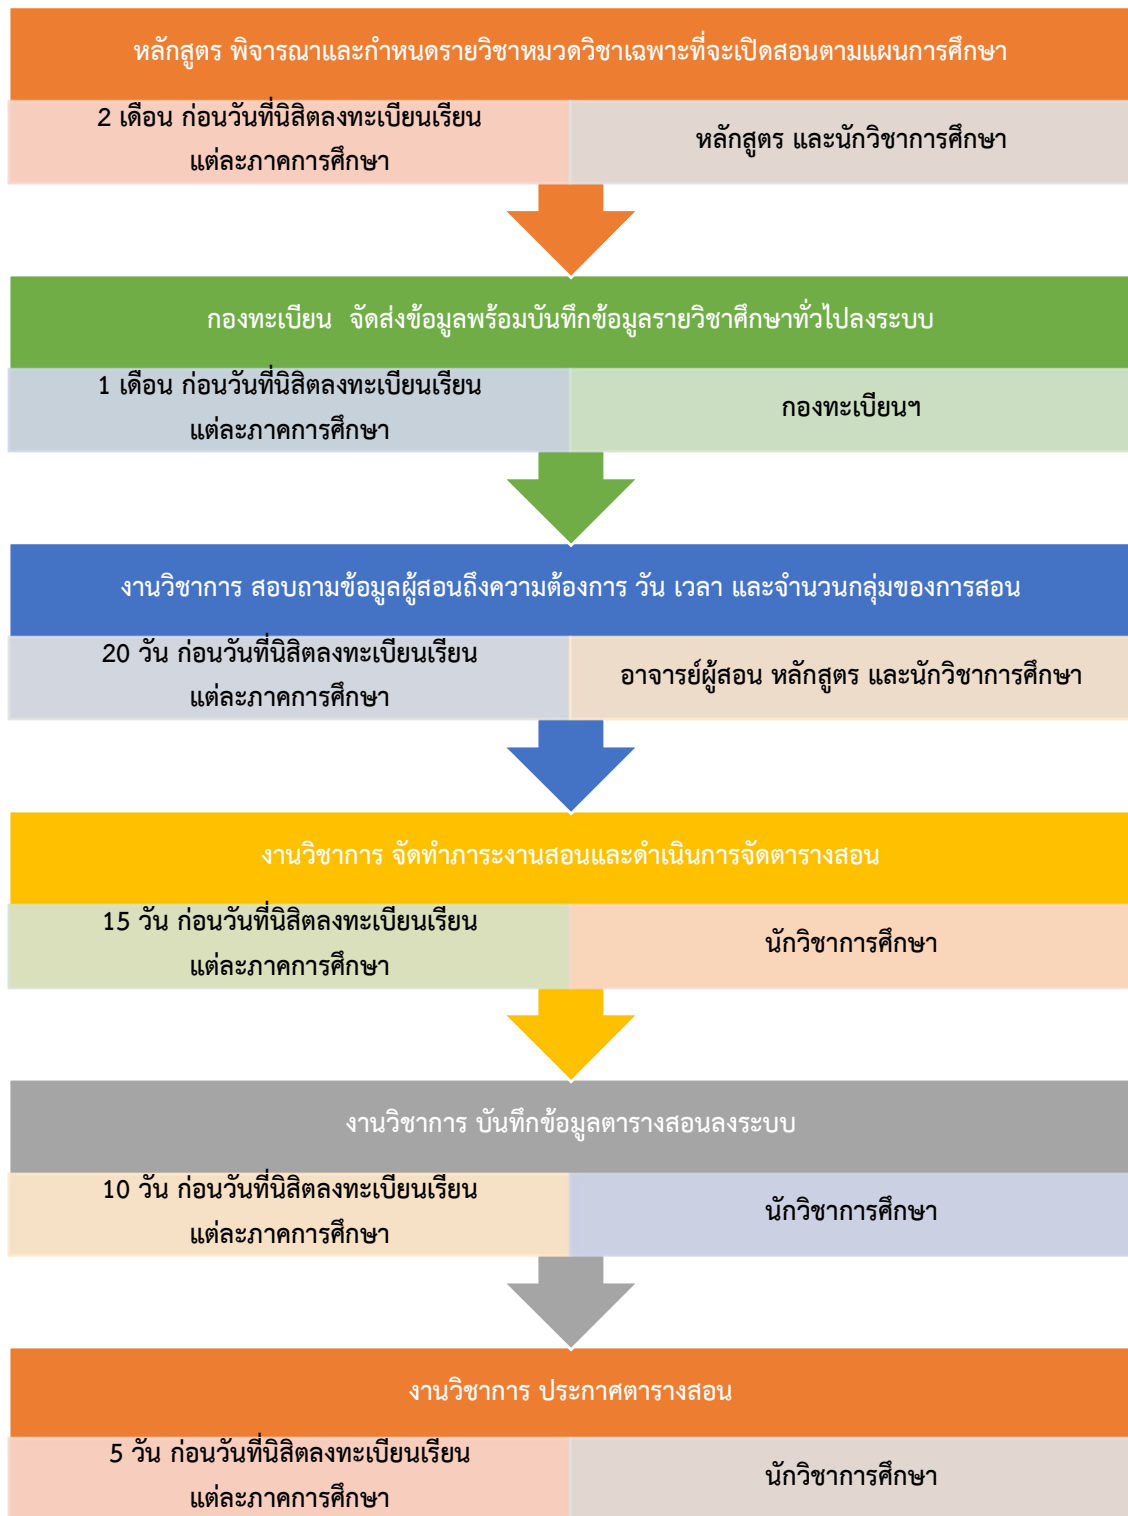 หลักสูตร พิจารณาและกำหนดรายวิชาหมวดวิชาเฉพาะที่จะเปิดสอนตามแผนการศึกษา
2 เดือน ก่อนวันที่นิสิตลงทะเบียนเรียน
แต่ละภาคการศึกษา
หลักสูตร และนักวิชาการศึกษา
กองทะเบียน จัดส่งข้อมูลพร้อมบันทึกข้อมูลรายวิชาศึกษาทั่วไปลงระบบ
1 เดือน ก่อนวันที่นิสิตลงทะเบียนเรียน
แต่ละภาคการศึกษา
กองทะเบียนฯ
งานวิชาการ สอบถามข้อมูลผู้สอนถึงความต้องการ วัน เวลา และจำนวนกลุ่มของการสอน
20 วัน ก่อนวันที่นิสิตลงทะเบียนเรียน
แต่ละภาคการศึกษา
อาจารย์ผู้สอน หลักสูตร และนักวิชาการศึกษา
งานวิชาการ จัดทำภาระงานสอนและดำเนินการจัดตารางสอน
15 วัน ก่อนวันที่นิสิตลงทะเบียนเรียน
แต่ละภาคการศึกษา
นักวิชาการศึกษา
งานวิชาการ บันทึกข้อมูลตารางสอนลงระบบ
10 วัน ก่อนวันที่นิสิตลงทะเบียนเรียน
แต่ละภาคการศึกษา
นักวิชาการศึกษา
งานวิชาการ ประกาศตารางสอน
5 วัน ก่อนวันที่นิสิตลงทะเบียนเรียน
แต่ละภาคการศึกษา
นักวิชาการศึกษา